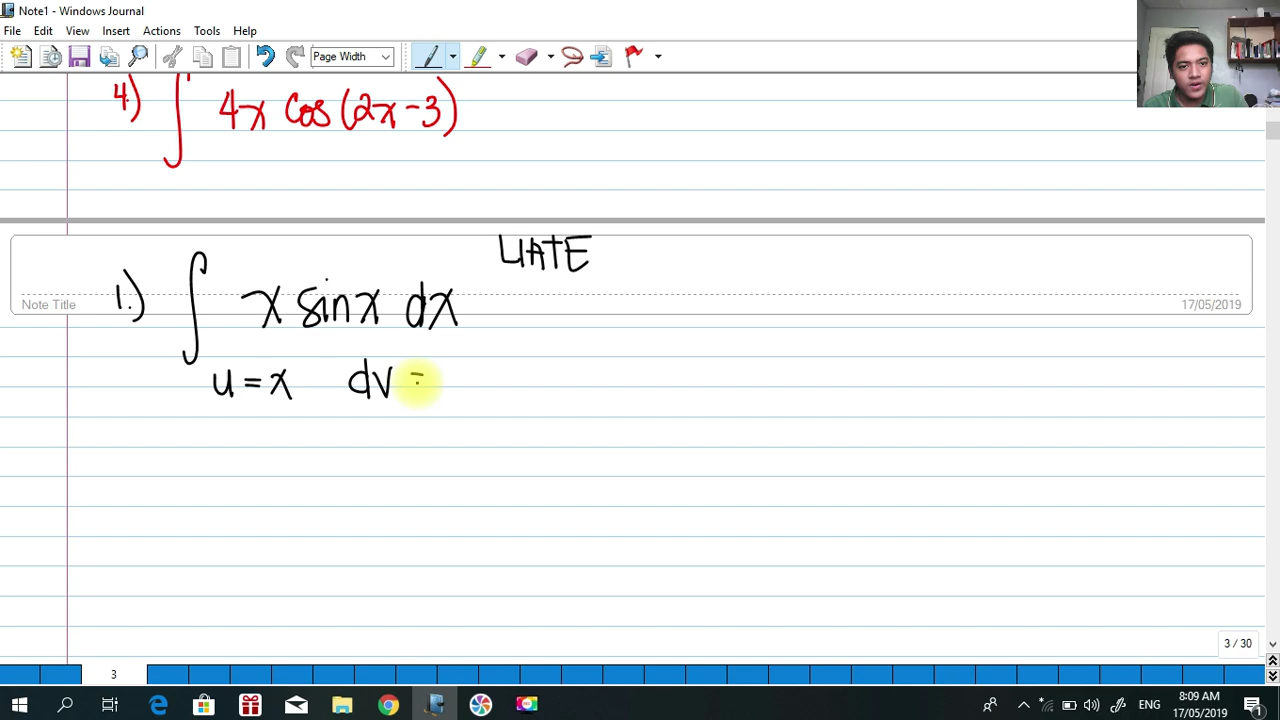 Note1 - Windows Journal
File Edit View Insert Actions Tools Help
Page Width
4.) ∫ 4x cos(2x-3)
LIATE
1.) ∫ x sinx dx
Note Title 17/05/2019
u = x dv =
3 / 30
3
ENG
8:09 AM
17/05/2019